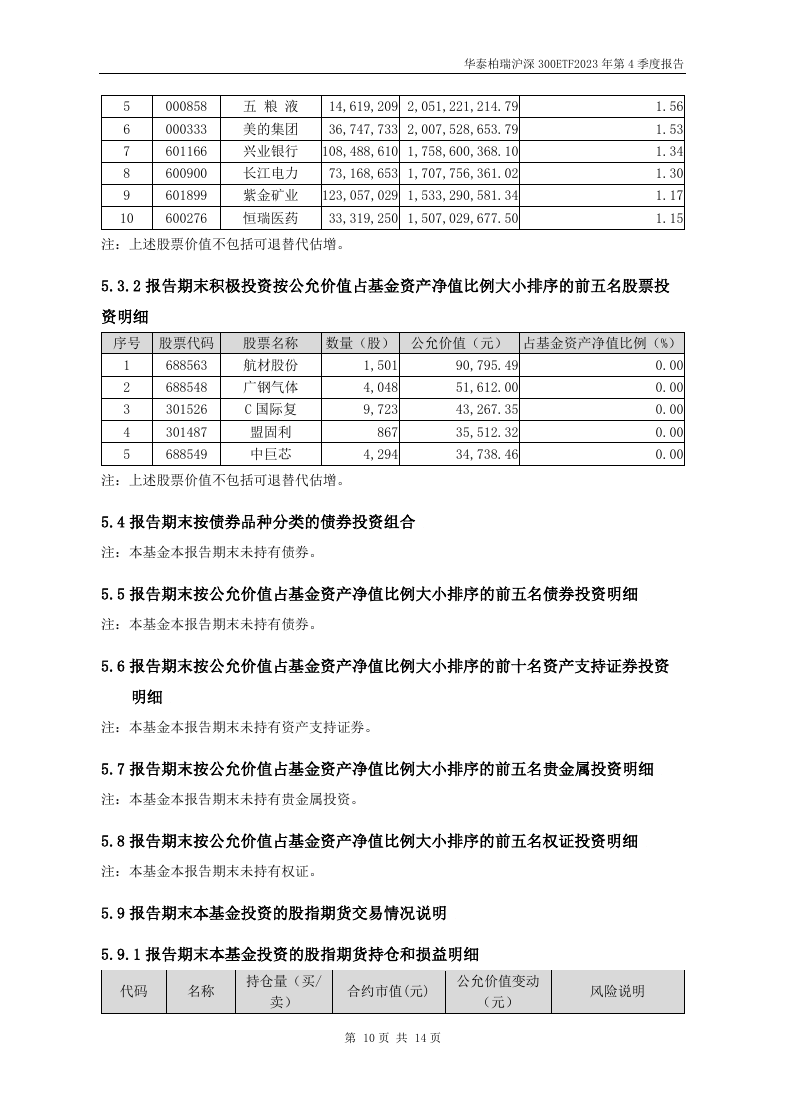 华泰柏瑞沪深 300ETF2023 年第 4 季度报告
5 000858 五 粮 液 14,619,209 2,051,221,214.79 1.56
6 000333 美的集团 36,747,733 2,007,528,653.79 1.53
7 601166 兴业银行 108,488,610 1,758,600,368.10 1.34
8 600900 长江电力 73,168,653 1,707,756,361.02 1.30
9 601899 紫金矿业 123,057,029 1,533,290,581.34 1.17
10 600276 恒瑞医药 33,319,250 1,507,029,677.50 1.15
注：上述股票价值不包括可退替代估增。
5.3.2 报告期末积极投资按公允价值占基金资产净值比例大小排序的前五名股票投
资明细
序号 股票代码 股票名称 数量（股） 公允价值（元） 占基金资产净值比例（%）
1 688563 航材股份 1,501 90,795.49 0.00
2 688548 广钢气体 4,048 51,612.00 0.00
3 301526 C 国际复 9,723 43,267.35 0.00
4 301487 盟固利 867 35,512.32 0.00
5 688549 中巨芯 4,294 34,738.46 0.00
注：上述股票价值不包括可退替代估增。
5.4 报告期末按债券品种分类的债券投资组合
注：本基金本报告期末未持有债券。
5.5 报告期末按公允价值占基金资产净值比例大小排序的前五名债券投资明细
注：本基金本报告期末未持有债券。
5.6 报告期末按公允价值占基金资产净值比例大小排序的前十名资产支持证券投资
明细
注：本基金本报告期末未持有资产支持证券。
5.7 报告期末按公允价值占基金资产净值比例大小排序的前五名贵金属投资明细
注：本基金本报告期末未持有贵金属投资。
5.8 报告期末按公允价值占基金资产净值比例大小排序的前五名权证投资明细
注：本基金本报告期末未持有权证。
5.9 报告期末本基金投资的股指期货交易情况说明
5.9.1 报告期末本基金投资的股指期货持仓和损益明细
代码 名称 持仓量（买/ 合约市值(元) 公允价值变动 风险说明
卖） （元）
第 10 页 共 14 页